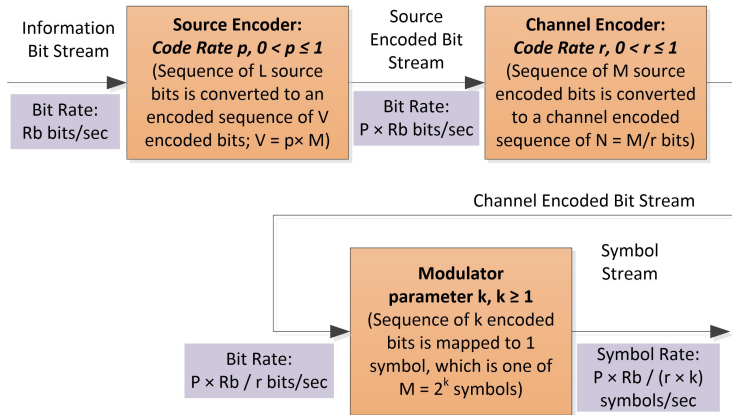 Information
Bit Stream
Bit Rate:
Rb bits/sec
Source Encoder:
Code Rate p, 0 < p ≤ 1
(Sequence of L source
bits is converted to an
encoded sequence of V
encoded bits; V = p× M)
Source
Encoded Bit
Stream
Bit Rate:
P × Rb bits/sec
Channel Encoder:
Code Rate r, 0 < r ≤ 1
(Sequence of M source
encoded bits is converted
to a channel encoded
sequence of N = M/r bits)
Channel Encoded Bit Stream
Bit Rate:
P × Rb / r bits/sec
Modulator
parameter k, k ≥ 1
(Sequence of k encoded
bits is mapped to 1
symbol, which is one of
M = 2^k symbols)
Symbol
Stream
Symbol Rate:
P × Rb / (r × k)
symbols/sec